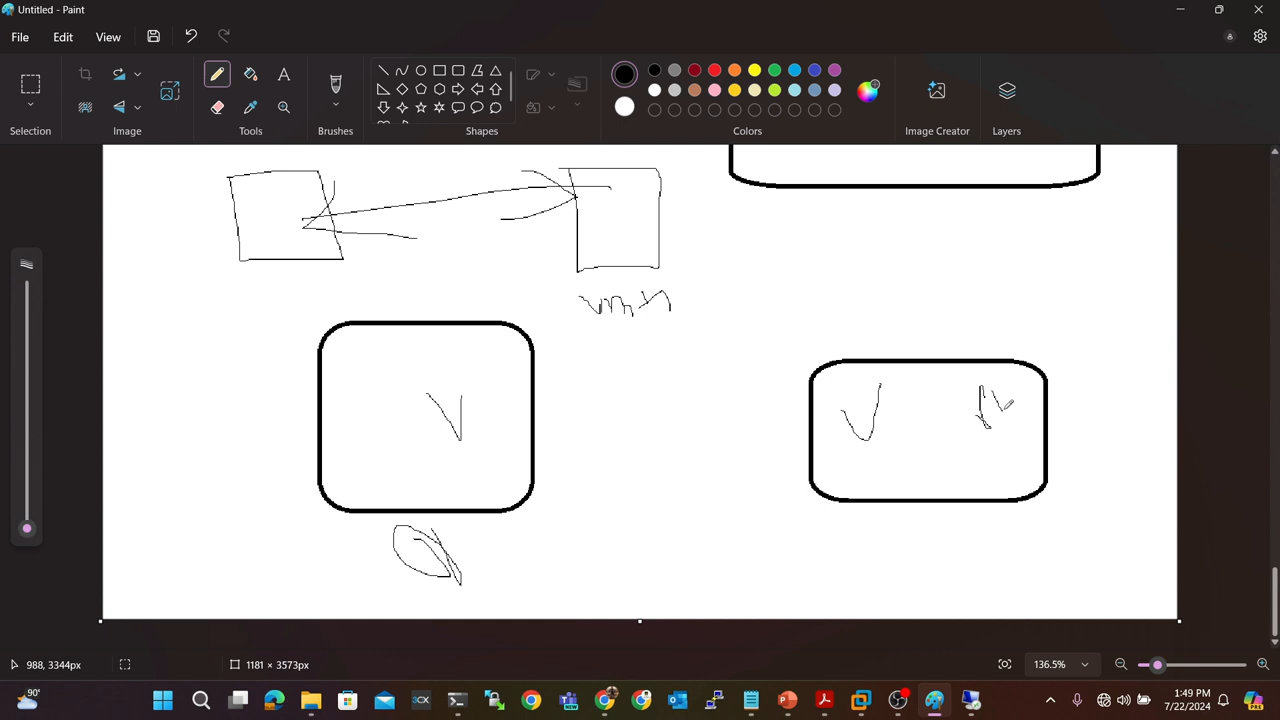 Untitled - Paint
File Edit View
Selection Image Tools Brushes Shapes Colors Image Creator Layers
V V
988, 3344px 1181 × 3573px 136.5%
90° 1:49 PM
7/22/2024